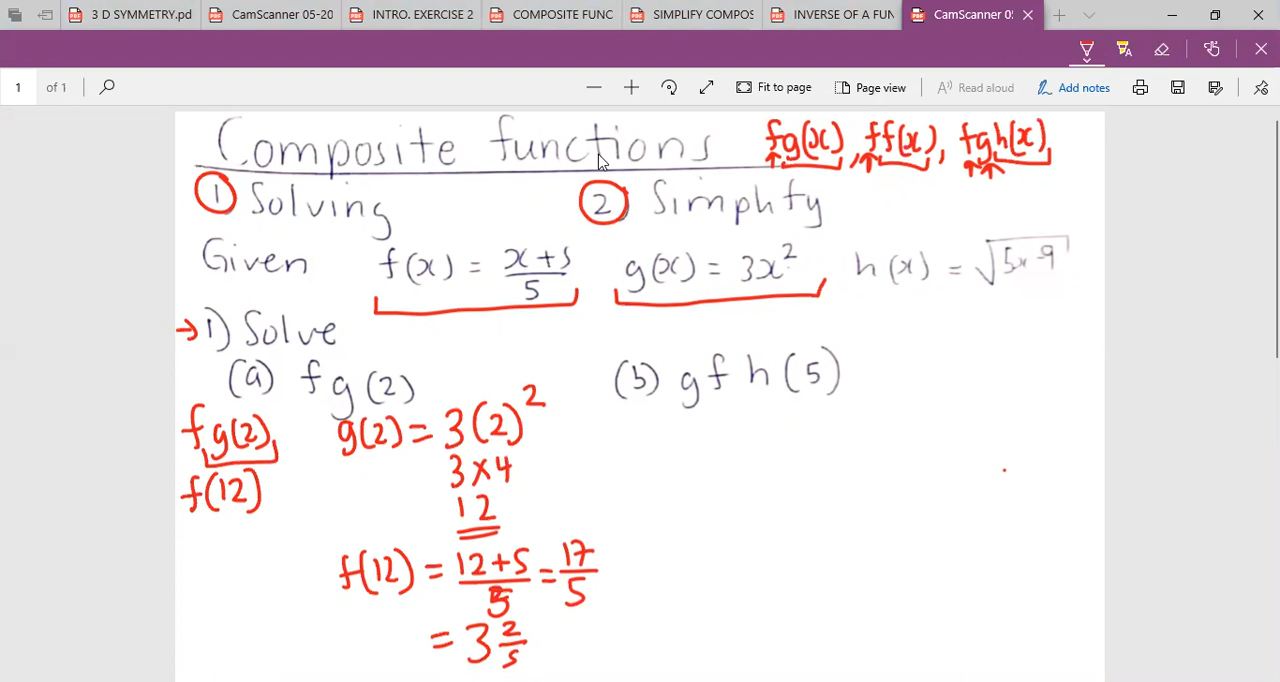 3 D SYMMETRY.pd CamScanner 05-20 INTRO. EXERCISE 2 COMPOSITE FUNC SIMPLIFY COMPOS INVERSE OF A FUN CamScanner 05
1 of 1 Fit to page Page view Read aloud Add notes
Composite functions fg(x), ff(x), fgh(x)
① Solving ② Simplify
Given f(x) = (x+5)/5 g(x) = 3x² h(x) = √(5x-9)
→ 1) Solve
(a) fg(2) (b) gfh(5)
fg(2) g(2) = 3(2)²
3 × 4
f(12)
12
f(12) = (12+5)/5 = 17/5
= 3 2/5